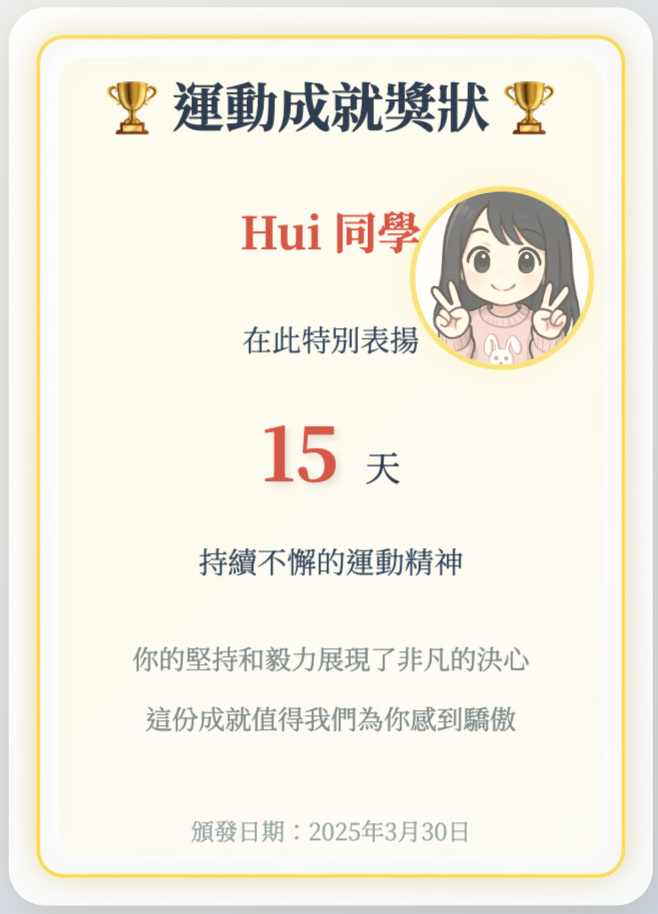 🏆 運動成就獎狀 🏆
Hui 同學
在此特別表揚
15 天
持續不懈的運動精神
你的堅持和毅力展現了非凡的決心
這份成就值得我們為你感到驕傲
頒發日期：2025年3月30日